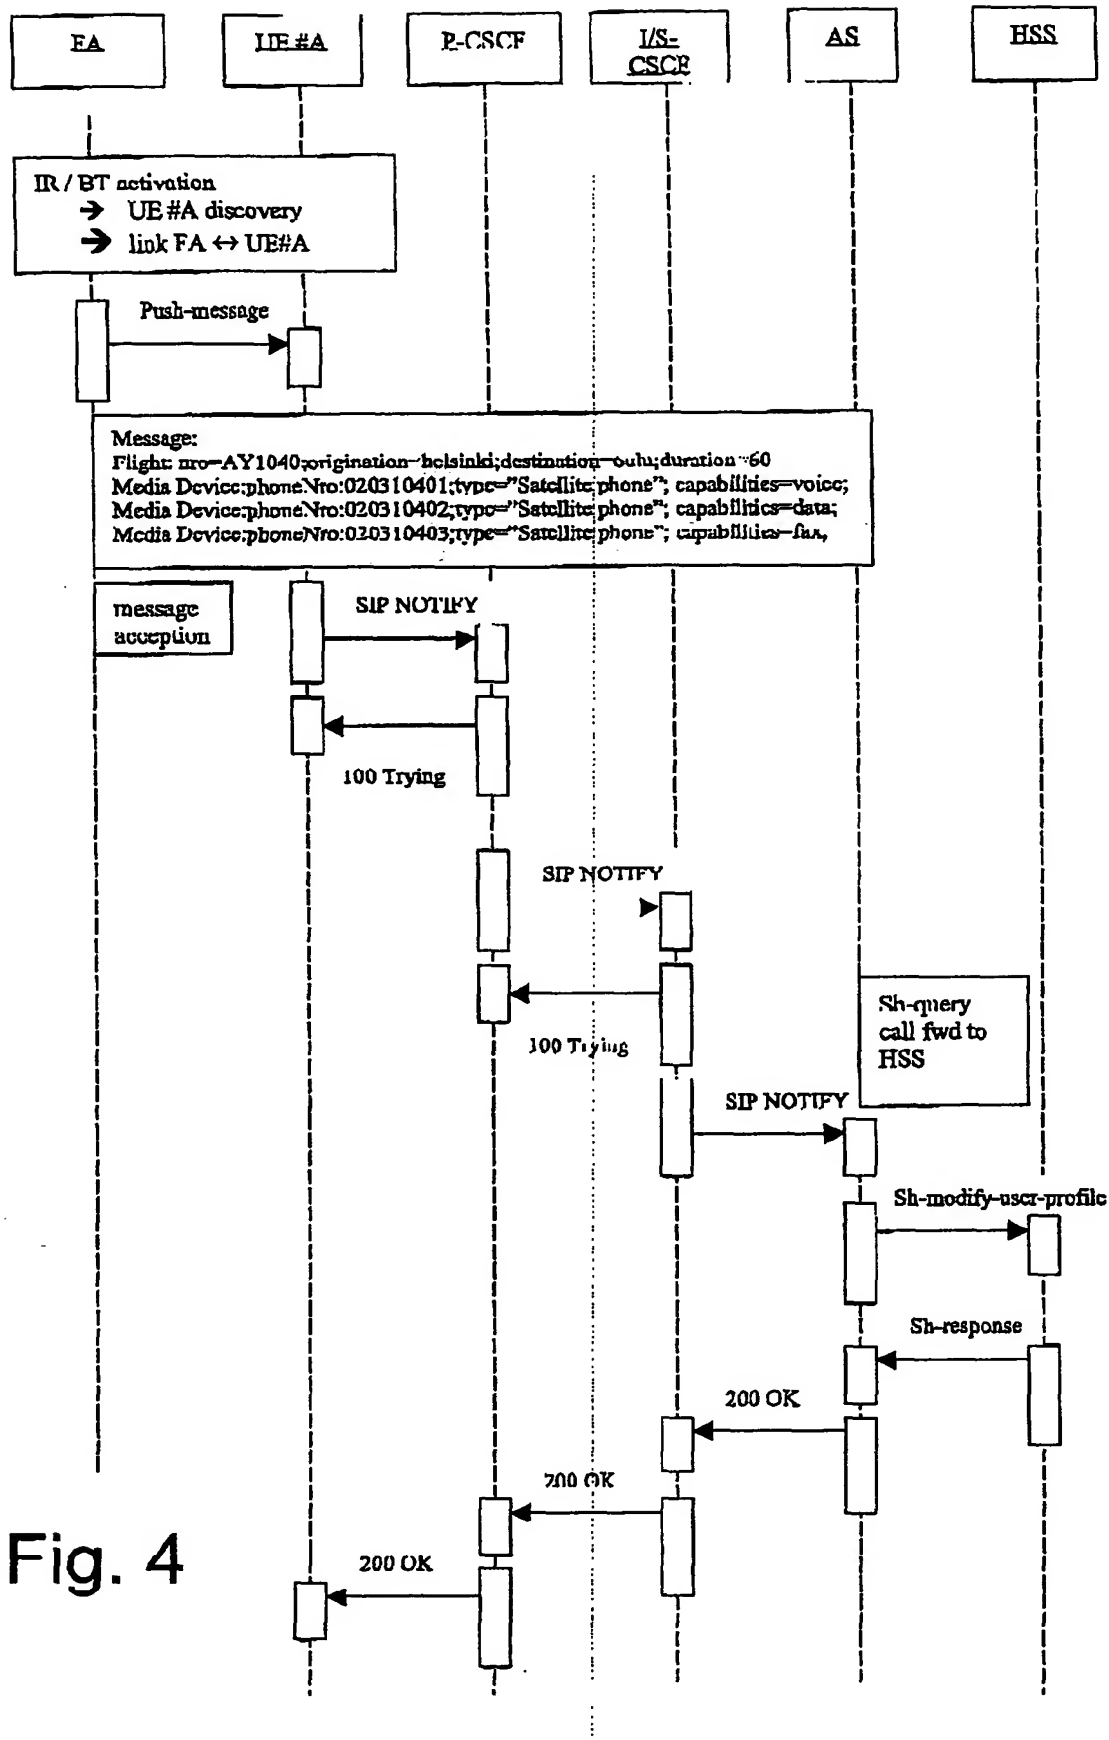 FA
UE #A
P-CSCF
I/S-
CSCF
AS
HSS
IR / BT activation
→ UE #A discovery
→ link FA ↔ UE#A
Push-message
Message:
Flight: nro=AY1040;origination=helsinki;destination=oulu;duration=60
Media Device:phoneNro:020310401;type="Satellite phone"; capabilities=voice;
Media Device:phoneNro:020310402;type="Satellite phone"; capabilities=data;
Media Device:phoneNro:020310403;type="Satellite phone"; capabilities=fax,
message
acception
SIP NOTIFY
100 Trying
SIP NOTIFY
100 Trying
Sh-query
call fwd to
HSS
SIP NOTIFY
Sh-modify-user-profile
Sh-response
200 OK
200 OK
200 OK
Fig. 4